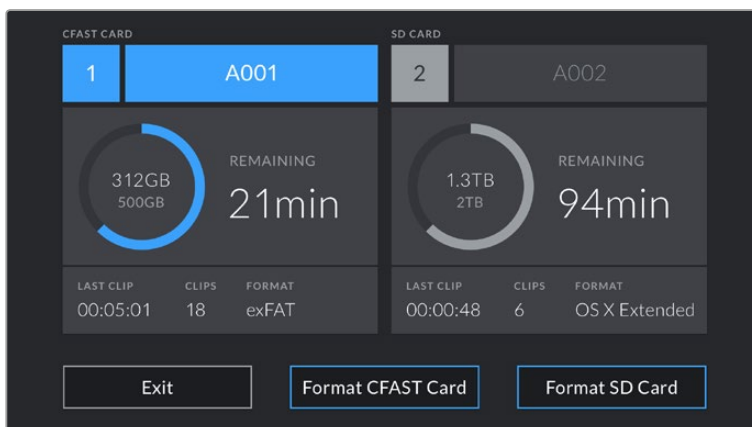 CFAST CARD
1
A001
312GB
500GB
REMAINING
21min
LAST CLIP CLIPS FORMAT
00:05:01 18 exFAT
SD CARD
2
A002
1.3TB
2TB
REMAINING
94min
LAST CLIP CLIPS FORMAT
00:00:48 6 OS X Extended
Exit
Format CFAST Card
Format SD Card